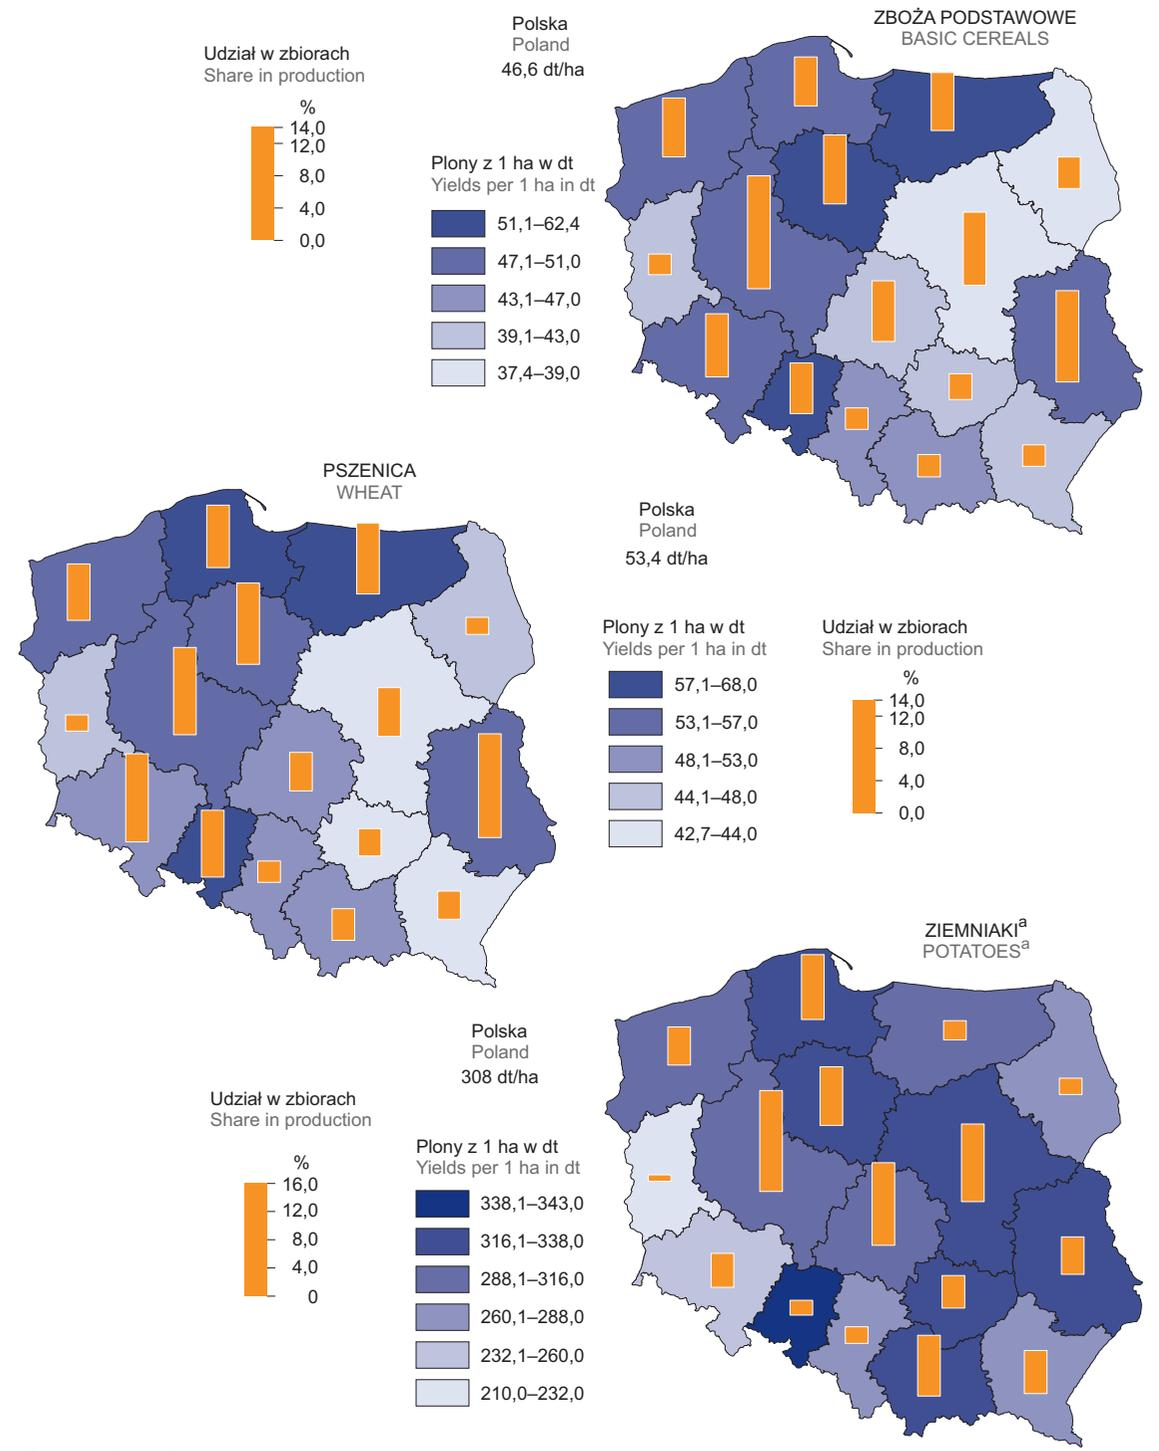 ZBOŻA PODSTAWOWE
BASIC CEREALS
Polska
Poland
46,6 dt/ha
Udział w zbiorach
Share in production
%
14,0
12,0
8,0
4,0
0,0
Plony z 1 ha w dt
Yields per 1 ha in dt
51,1–62,4
47,1–51,0
43,1–47,0
39,1–43,0
37,4–39,0
PSZENICA
WHEAT
Polska
Poland
53,4 dt/ha
Plony z 1 ha w dt
Yields per 1 ha in dt
57,1–68,0
53,1–57,0
48,1–53,0
44,1–48,0
42,7–44,0
Udział w zbiorach
Share in production
%
14,0
12,0
8,0
4,0
0,0
ZIEMNIAKIa
POTATOESa
Polska
Poland
308 dt/ha
Udział w zbiorach
Share in production
%
16,0
12,0
8,0
4,0
0
Plony z 1 ha w dt
Yields per 1 ha in dt
338,1–343,0
316,1–338,0
288,1–316,0
260,1–288,0
232,1–260,0
210,0–232,0